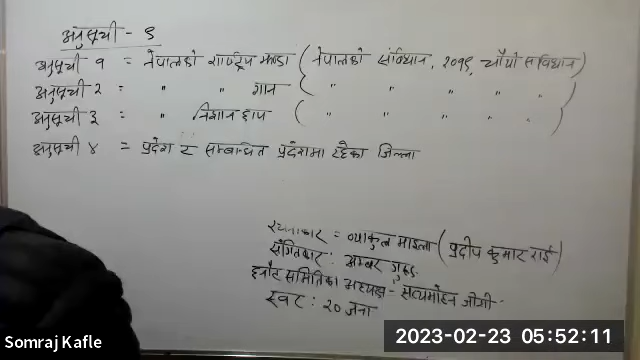 अनुसूची - ९
अनुसूची १ = नेपालको राष्ट्रिय झण्डा (नेपालको संविधान, २०१९, चौथो संविधान)
अनुसूची २ = " " गान ( " " " " . )
अनुसूची ३ = " निशान छाप ( " " " " . )
अनुसूची ४ = प्रदेश र सम्बन्धित प्रदेशमा रहेका जिल्ला
रचनाकार = व्याकुल माइला (प्रदीप कुमार राई)
संगितकार : अम्बर गुरुङ
छनौट समितिका अध्यक्ष - सत्यमोहन जोशी
स्वर : २० जना
Somraj Kafle
2023-02-23 05:52:11